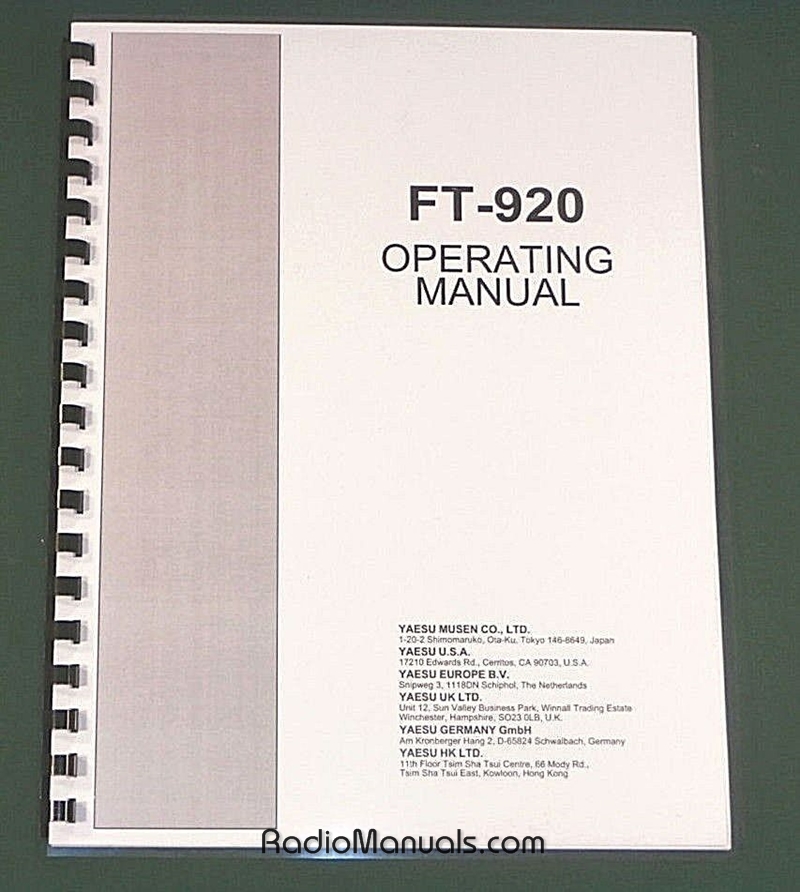 FT-920
OPERATING
MANUAL
YAESU MUSEN CO., LTD.
1-20-2 Shimomaruko, Ota-Ku, Tokyo 146-8649, Japan
YAESU U.S.A.
17210 Edwards Rd., Cerritos, CA 90703, U.S.A.
YAESU EUROPE B.V.
Snipweg 3, 1118DN Schiphol, The Netherlands
YAESU UK LTD.
Unit 12, Sun Valley Business Park, Winnall Trading Estate
Winchester, Hampshire, SO23 0LB, U.K.
YAESU GERMANY GmbH
Am Kronberger Hang 2, D-65824 Schwalbach, Germany
YAESU HK LTD.
11th Floor Tsim Sha Tsui Centre, 66 Mody Rd.,
Tsim Sha Tsui East, Kowloon, Hong Kong
RadioManuals.com